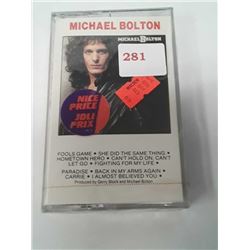 MICHAEL BOLTON
MICHAEL BOLTON
281
NICE
PRICE
JOLI
PRIX
FOOLS GAME • SHE DID THE SAME THING •
HOMETOWN HERO • CAN'T HOLD ON, CAN'T
LET GO • FIGHTING FOR MY LIFE •
PARADISE • BACK IN MY ARMS AGAIN •
CARRIE • I ALMOST BELIEVED YOU •
Produced by Gerry Block and Michael Bolton